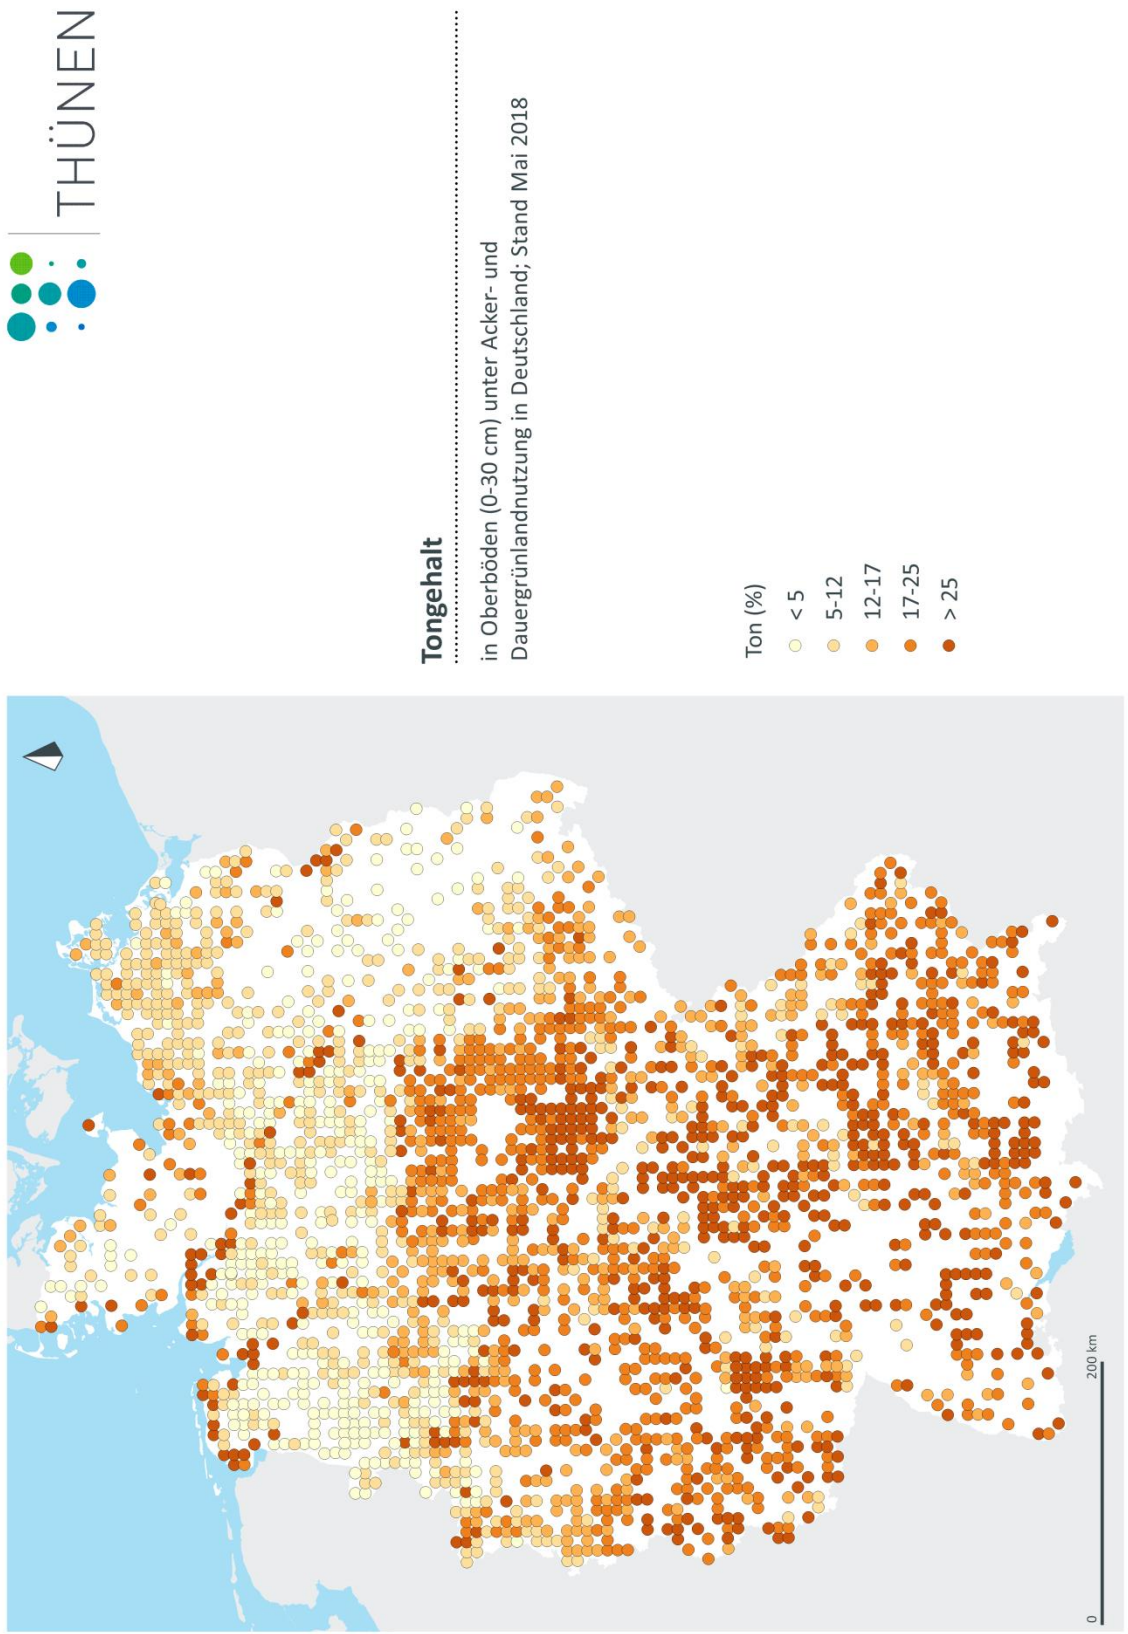 THÜNEN
Tongehalt
in Oberböden (0-30 cm) unter Acker- und
Dauergrünlandnutzung in Deutschland; Stand Mai 2018
Ton (%)
< 5
5-12
12-17
17-25
> 25
0 200 km